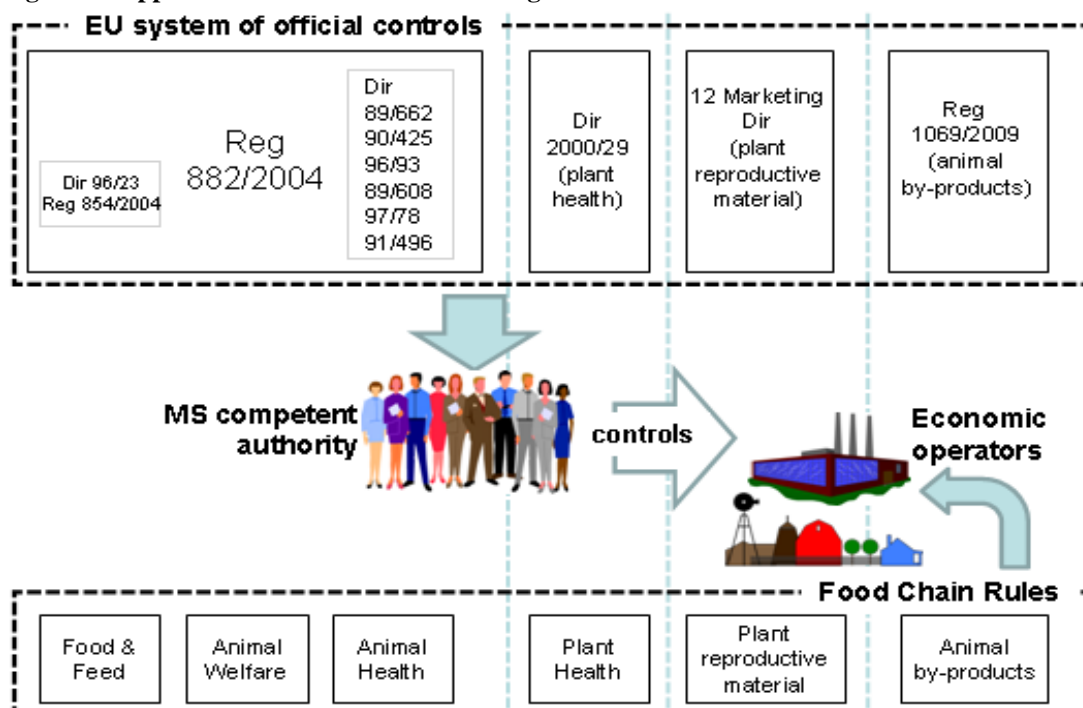 EU system of official controls
Dir 96/23
Reg 854/2004
Reg
882/2004
Dir
89/662
90/425
96/93
89/608
97/78
91/496
Dir
2000/29
(plant
health)
12 Marketing
Dir
(plant
reproductive
material)
Reg
1069/2009
(animal
by-products)
MS competent
authority
controls
Economic
operators
Food Chain Rules
Food &
Feed
Animal
Welfare
Animal
Health
Plant
Health
Plant
reproductive
material
Animal
by-products